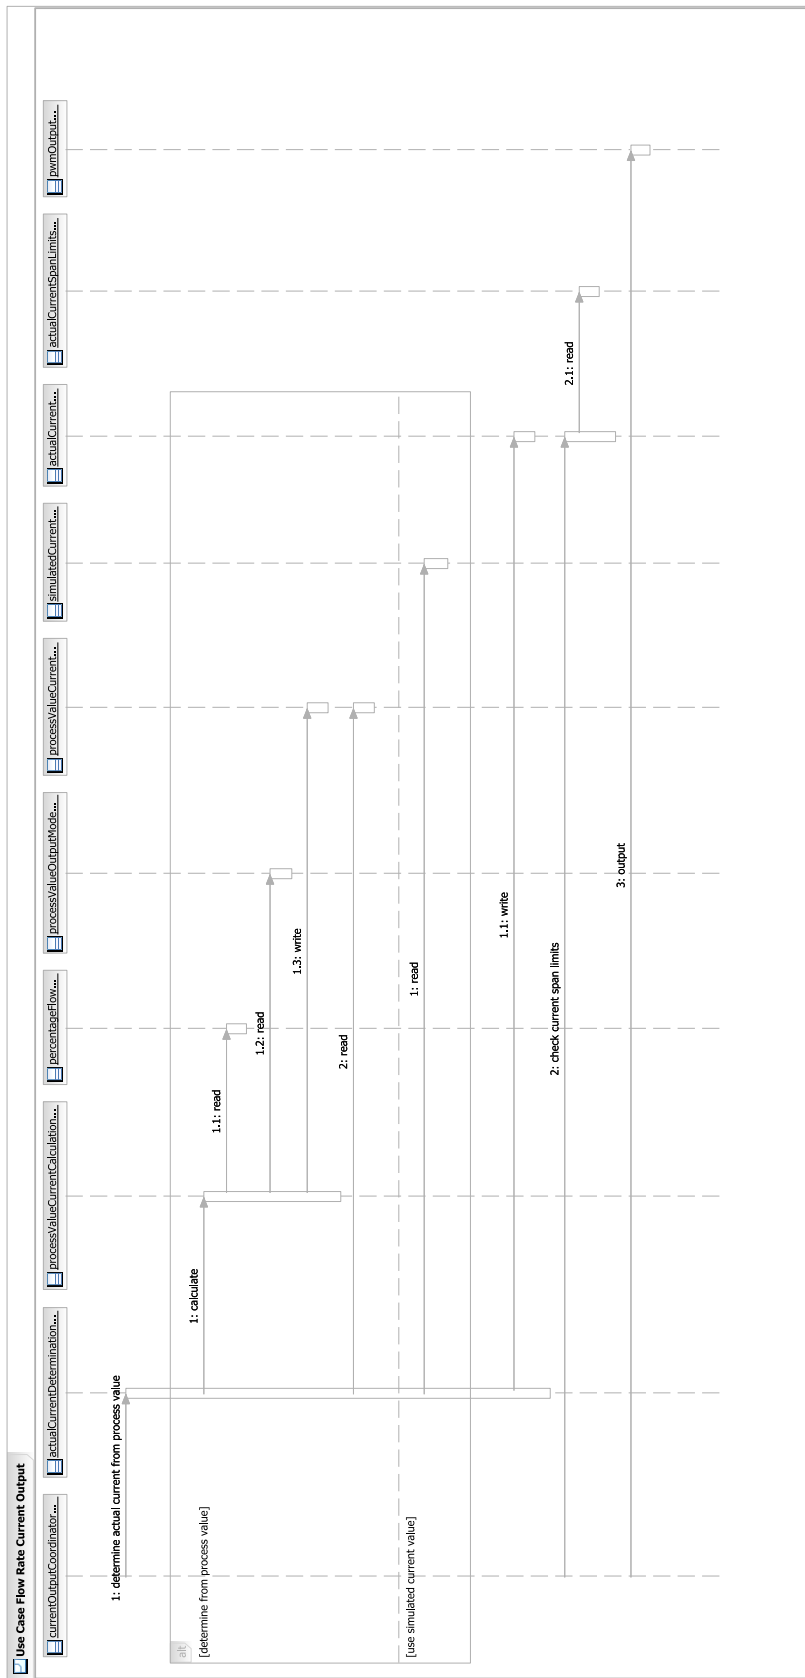 Use Case Flow Rate Current Output
currentOutputCoordinator...
actualCurrentDetermination...
processValueCurrentCalculation...
percentageFlow...
processValueOutputMode...
processValueCurrent...
simulatedCurrent...
actualCurrent...
actualCurrentSpanLimits...
pwmOutput...
1: determine actual current from process value
alt
[determine from process value]
1: calculate
1.1: read
1.2: read
1.3: write
2: read
[use simulated current value]
1: read
1.1: write
2: check current span limits
2.1: read
3: output